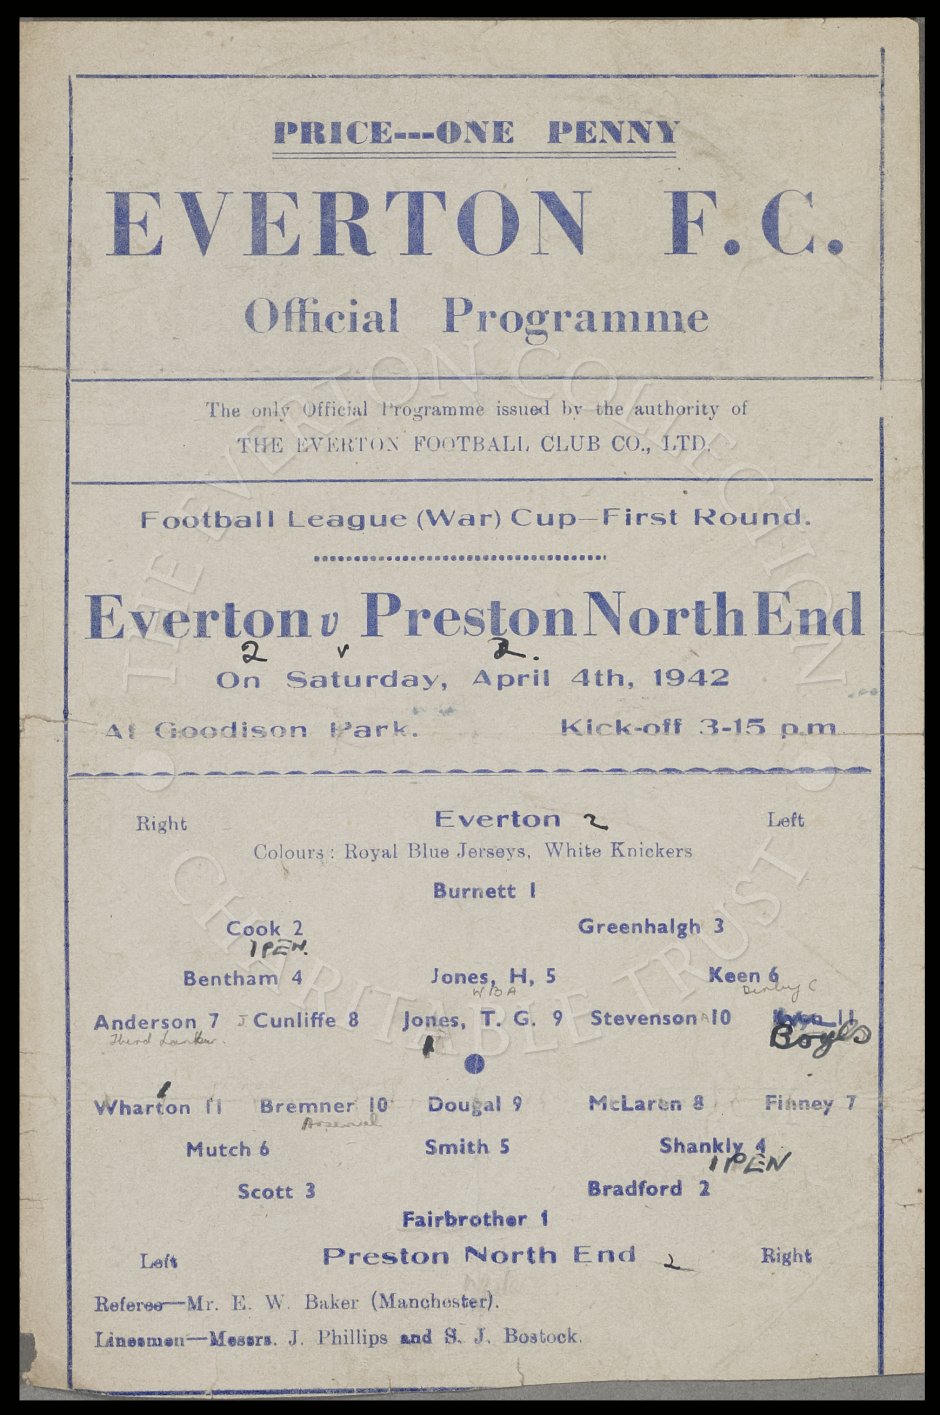 PRICE---ONE PENNY
EVERTON F.C.
Official Programme
The only Official Programme issued by the authority of
THE EVERTON FOOTBALL CLUB CO., LTD.
Football League (War) Cup—First Round.
Everton v Preston North End
2 v 2.
On Saturday, April 4th, 1942
At Goodison Park. Kick-off 3-15 p.m.
Right Everton 2 Left
Colours: Royal Blue Jerseys, White Knickers
Burnett 1
Cook 2 Greenhalgh 3
1 PEN.
Bentham 4 Jones, H, 5 Keen 6
W B A Derby C
Anderson 7 J Cunliffe 8 Jones, T. G. 9 Stevenson A 10 11
Third Lanark. 1 Boyes
1
Wharton 11 Bremner 10 Dougal 9 McLaren 8 Finney 7
Arsenal
Mutch 6 Smith 5 Shankly 4
1 PEN
Scott 3 Bradford 2
Fairbrother 1
Left Preston North End 2 Right
Referee—Mr. E. W. Baker (Manchester).
Linesmen—Messrs. J. Phillips and S. J. Bostock.
THE EVERTON COLLECTION
CHARITABLE TRUST